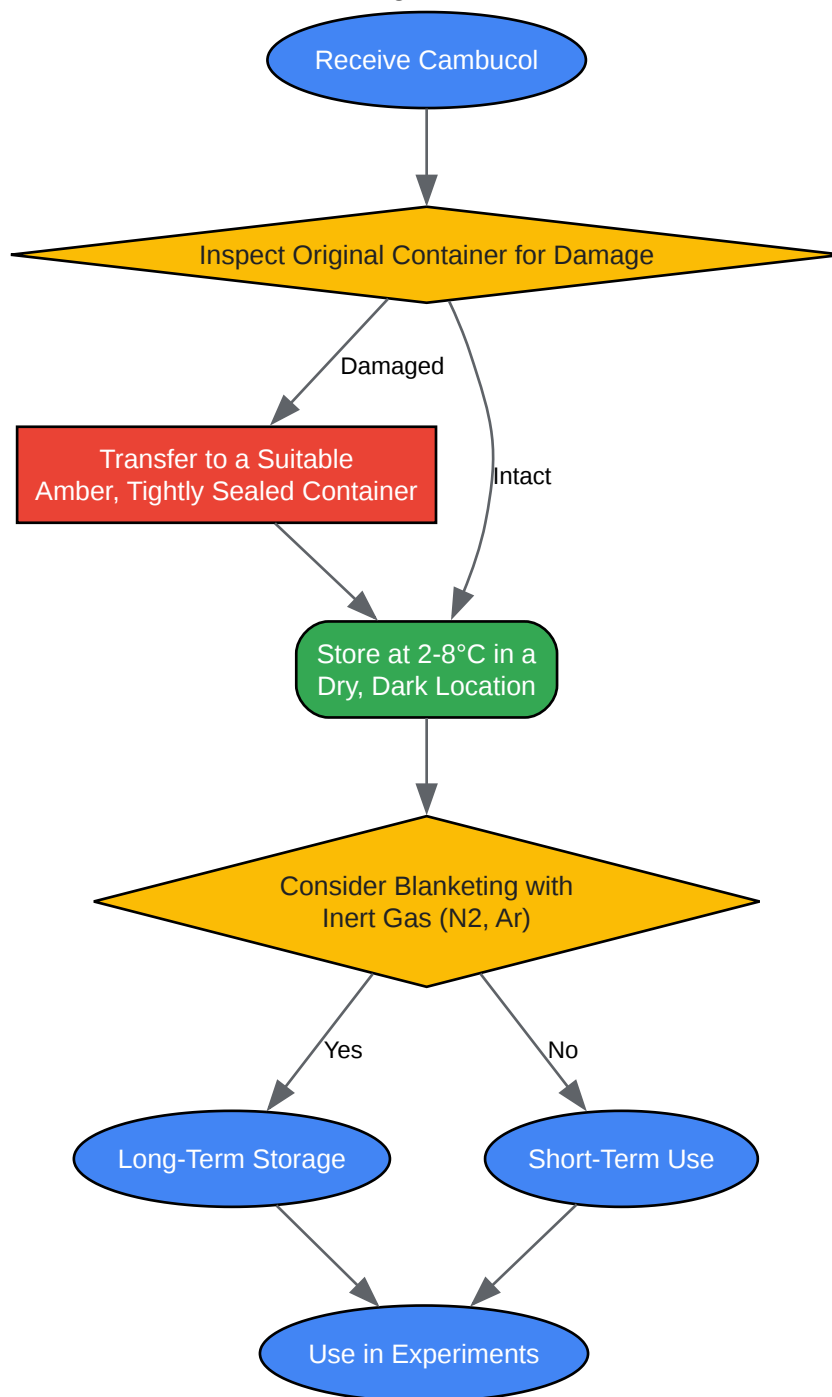 Receive Cambucol
Inspect Original Container for Damage
Damaged
Transfer to a Suitable
Amber, Tightly Sealed Container
Intact
Store at 2-8°C in a
Dry, Dark Location
Consider Blanketing with
Inert Gas (N2, Ar)
Yes
No
Long-Term Storage
Short-Term Use
Use in Experiments